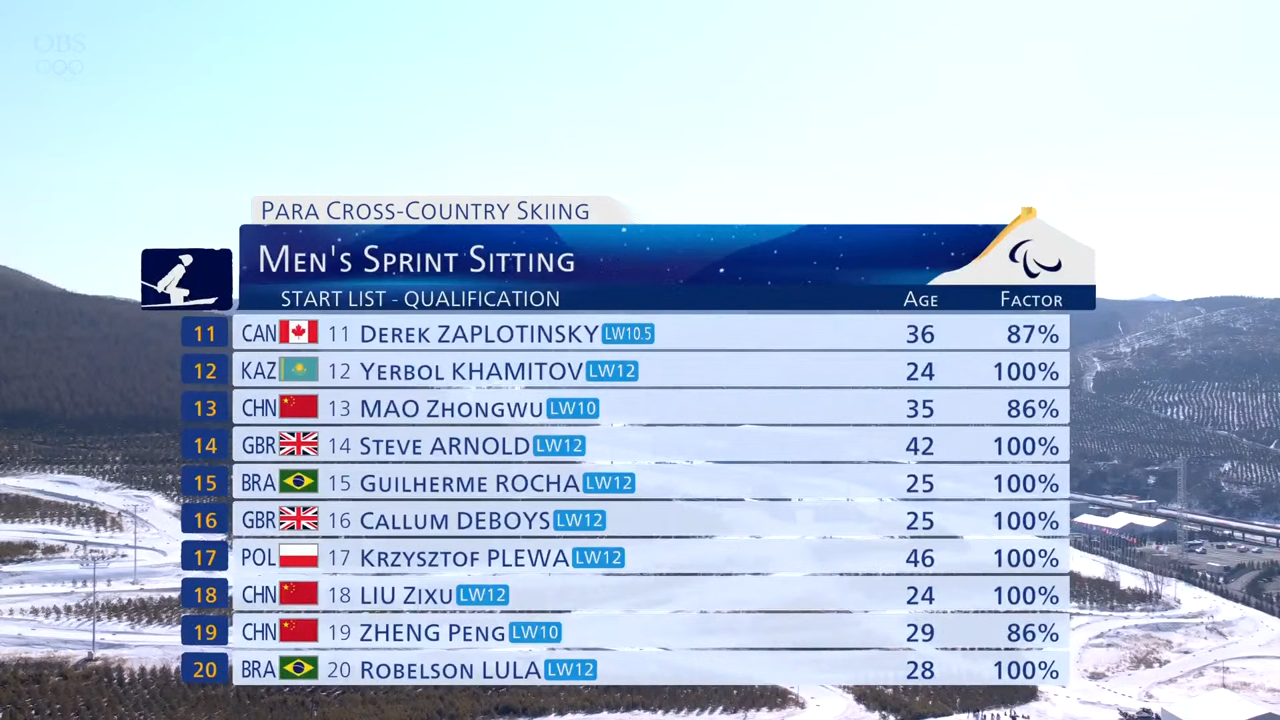 OBS
PARA CROSS-COUNTRY SKIING
MEN'S SPRINT SITTING
START LIST - QUALIFICATION AGE FACTOR
11 CAN 11 DEREK ZAPLOTINSKY LW10.5 36 87%
12 KAZ 12 YERBOL KHAMITOV LW12 24 100%
13 CHN 13 MAO ZHONGWU LW10 35 86%
14 GBR 14 STEVE ARNOLD LW12 42 100%
15 BRA 15 GUILHERME ROCHA LW12 25 100%
16 GBR 16 CALLUM DEBOYS LW12 25 100%
17 POL 17 KRZYSZTOF PLEWA LW12 46 100%
18 CHN 18 LIU ZIXU LW12 24 100%
19 CHN 19 ZHENG PENG LW10 29 86%
20 BRA 20 ROBELSON LULA LW12 28 100%